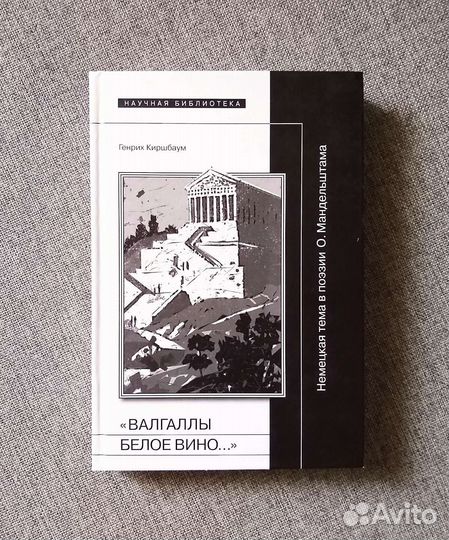 НАУЧНАЯ БИБЛИОТЕКА
Генрих Киршбаум
Немецкая тема в поэзии О. Мандельштама
«ВАЛГАЛЛЫ
БЕЛОЕ ВИНО...»
Avito